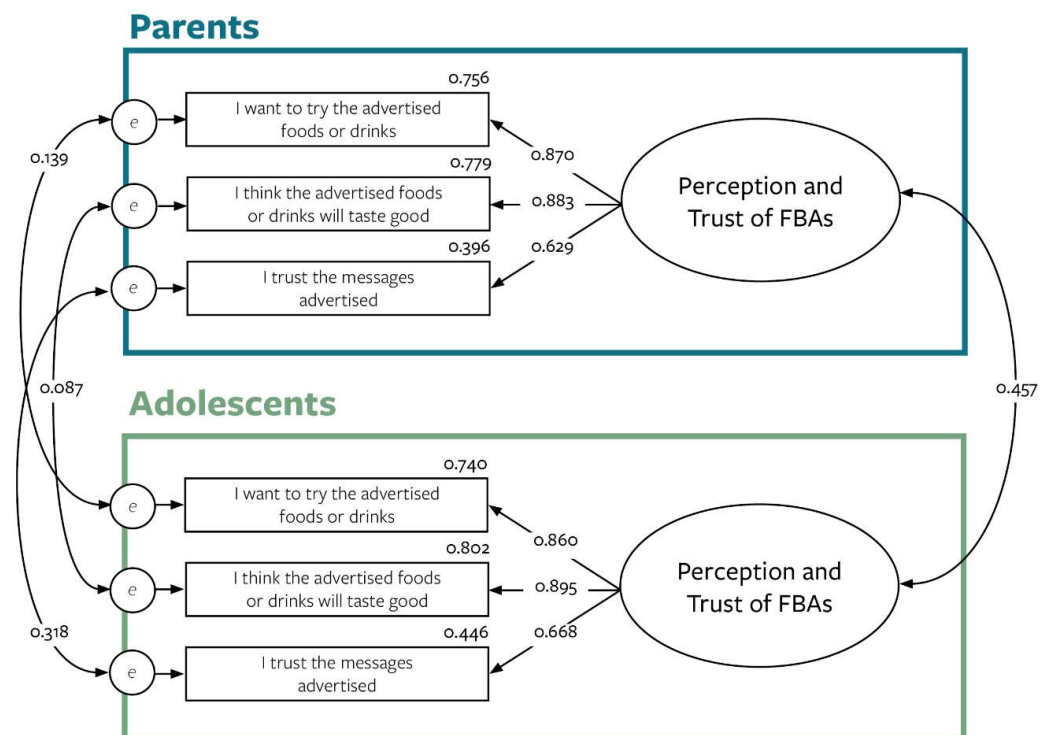 Parents
0.756
e
I want to try the advertised
foods or drinks
0.139
0.870
0.779
e
I think the advertised foods
or drinks will taste good
0.883
Perception and
Trust of FBAs
0.396
0.629
e
I trust the messages
advertised
0.087
0.457
Adolescents
0.740
e
I want to try the advertised
foods or drinks
0.860
0.802
e
I think the advertised foods
or drinks will taste good
0.895
Perception and
Trust of FBAs
0.318
0.446
0.668
e
I trust the messages
advertised